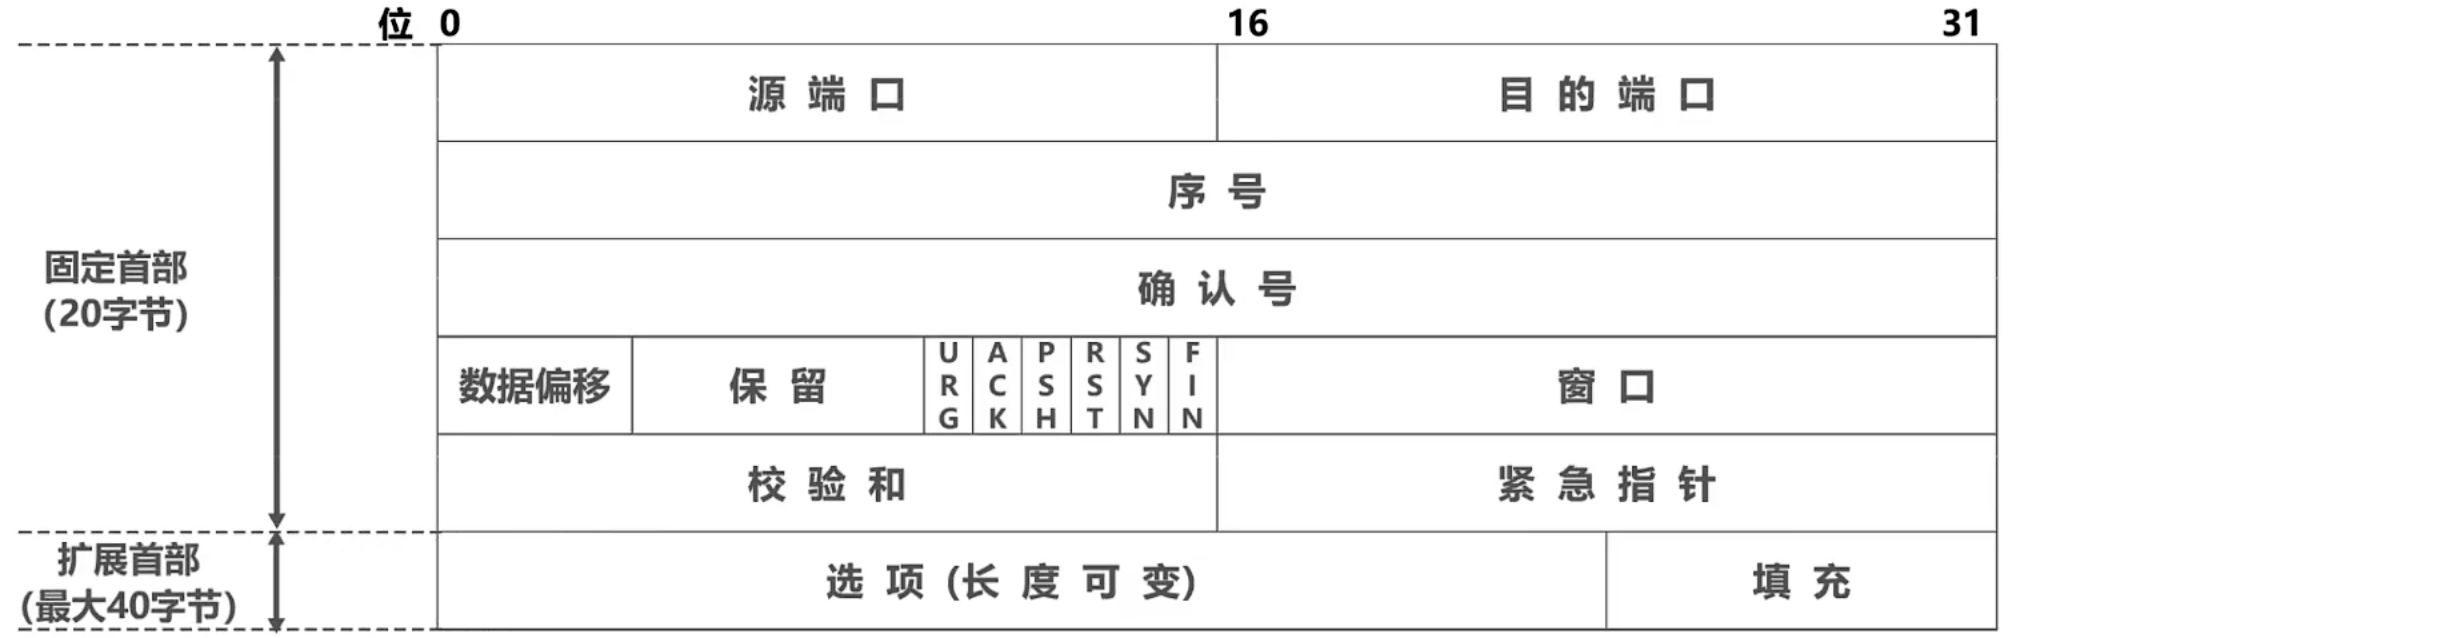 位 0 16 31
源 端 口 目 的 端 口
序 号
确 认 号
固定首部
(20字节)
数据偏移 保 留 URG ACK PSH RST SYN FIN 窗 口
校 验 和 紧 急 指 针
扩展首部
(最大40字节)
选 项 (长 度 可 变) 填 充